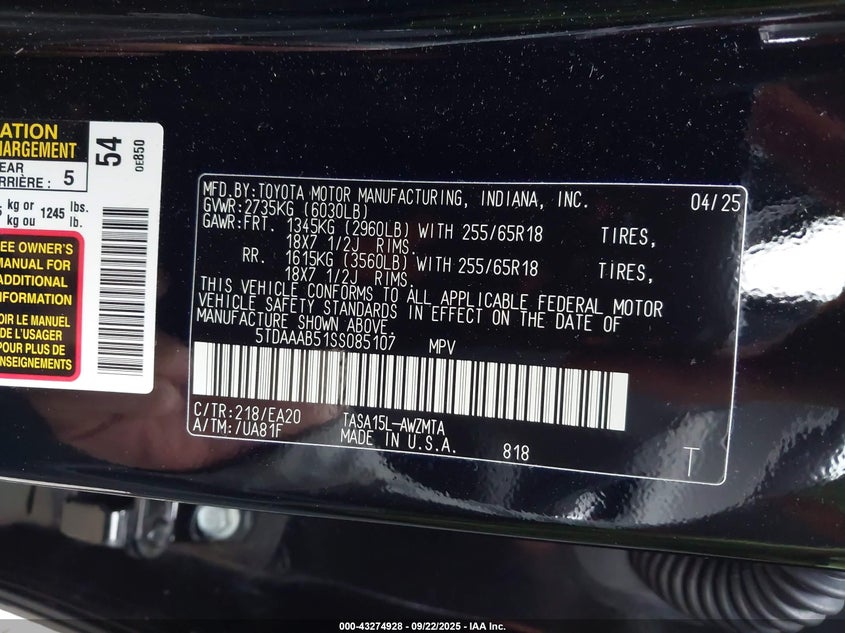 ATION
HARGEMENT
EAR
RRIÈRE : 5
kg or lbs.
kg ou 1245 lb.
54
0E850
EE OWNER'S
MANUAL FOR
ADDITIONAL
NFORMATION
OIR LE MANUEL
DE L'USAGER
POUR PLUS DE
NSEIGNEMENTS
MFD.BY:TOYOTA MOTOR MANUFACTURING, INDIANA, INC. 04/25
GVWR:2735KG (6030LB)
GAWR:FRT. 1345KG (2960LB) WITH 255/65R18 TIRES,
18X7 1/2J RIMS.
RR. 1615KG (3560LB) WITH 255/65R18 TIRES,
18X7 1/2J RIMS.
THIS VEHICLE CONFORMS TO ALL APPLICABLE FEDERAL MOTOR
VEHICLE SAFETY STANDARDS IN EFFECT ON THE DATE OF
MANUFACTURE SHOWN ABOVE.
5TDAAAB51SS085107 MPV
C/TR:218/EA20 TASA15L-AWZMTA
A/TM:/UA81F MADE IN U.S.A. 818 T
000-43274928 - 09/22/2025 - IAA Inc.